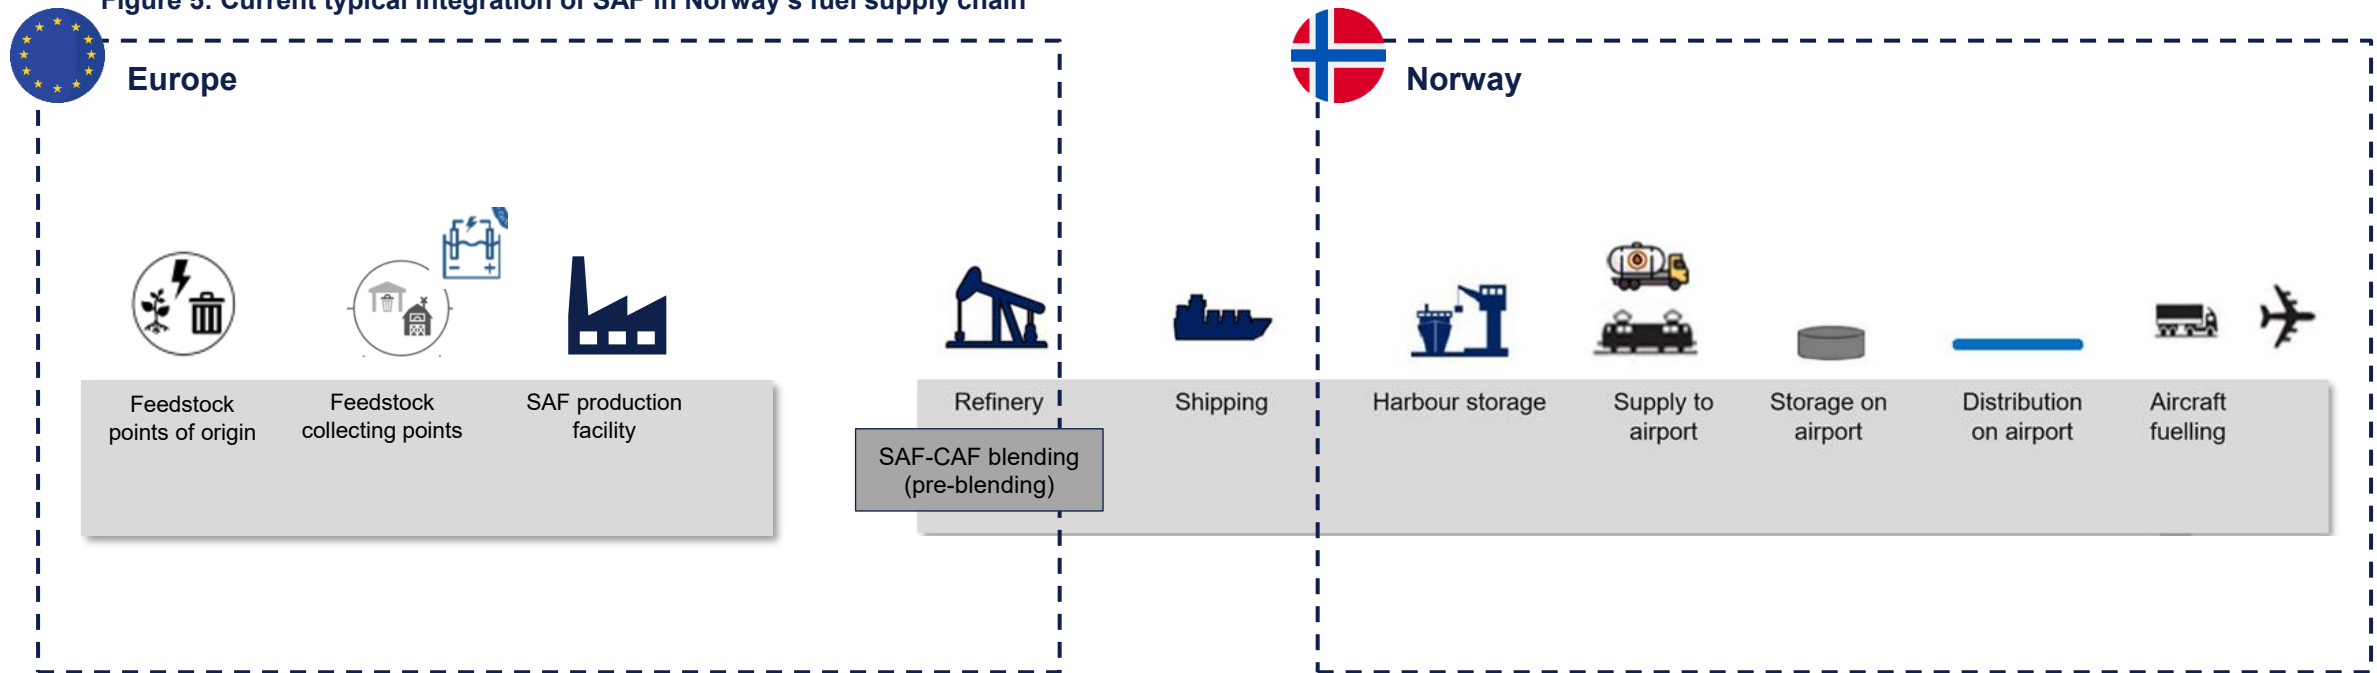 Figure 5: Current typical integration of SAF in Norway's fuel supply chain
Europe
Norway
Feedstock
points of origin
Feedstock
collecting points
SAF production
facility
Refinery
Shipping
Harbour storage
Supply to
airport
Storage on
airport
Distribution
on airport
Aircraft
fuelling
SAF-CAF blending
(pre-blending)